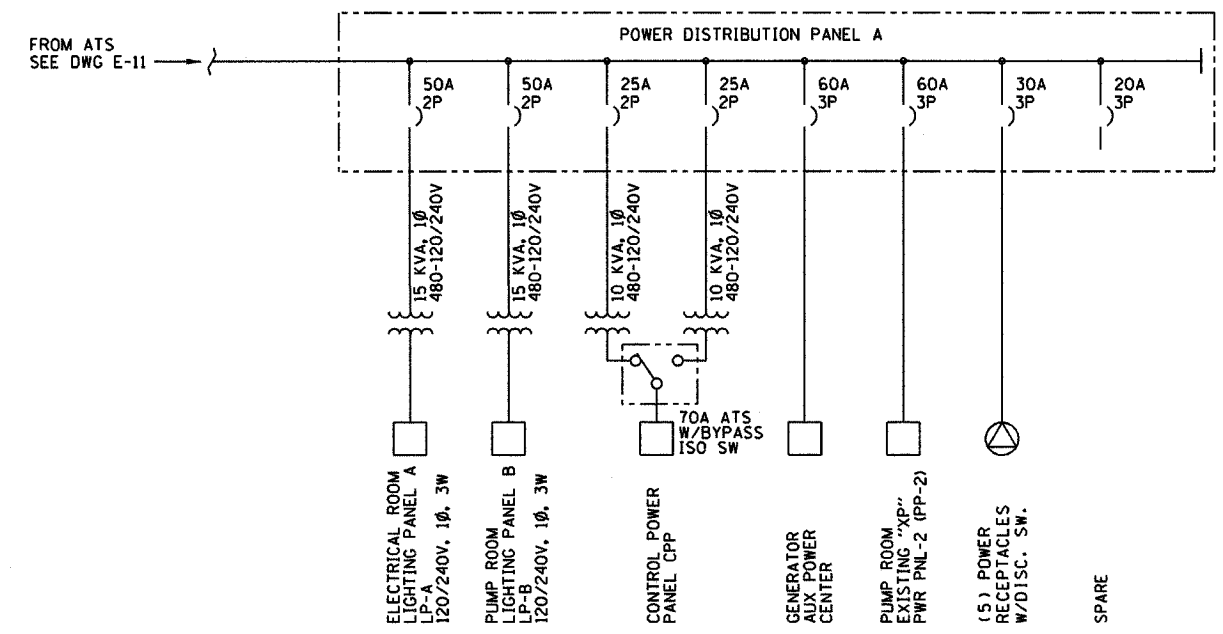 POWER DISTRIBUTION PANEL A
FROM ATS
SEE DWG E-11
50A
2P
50A
2P
25A
2P
25A
2P
60A
3P
60A
3P
30A
3P
20A
3P
15 KVA, 1Ø
480-120/240V
15 KVA, 1Ø
480-120/240V
10 KVA, 1Ø
480-120/240V
10 KVA, 1Ø
480-120/240V
70A ATS
W/BYPASS
ISO SW
ELECTRICAL ROOM
LIGHTING PANEL A
LP-A
120/240V, 1Ø, 3W
PUMP ROOM
LIGHTING PANEL B
LP-B
120/240V, 1Ø, 3W
CONTROL POWER
PANEL CPP
GENERATOR
AUX POWER
CENTER
PUMP ROOM
EXISTING "XP"
PWR PNL-2 (PP-2)
(5) POWER
RECEPTACLES
W/DISC. SW.
SPARE